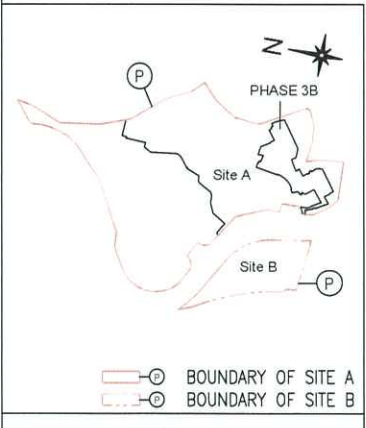 N
P
PHASE 3B
Site A
Site B
P
P BOUNDARY OF SITE A
P BOUNDARY OF SITE B